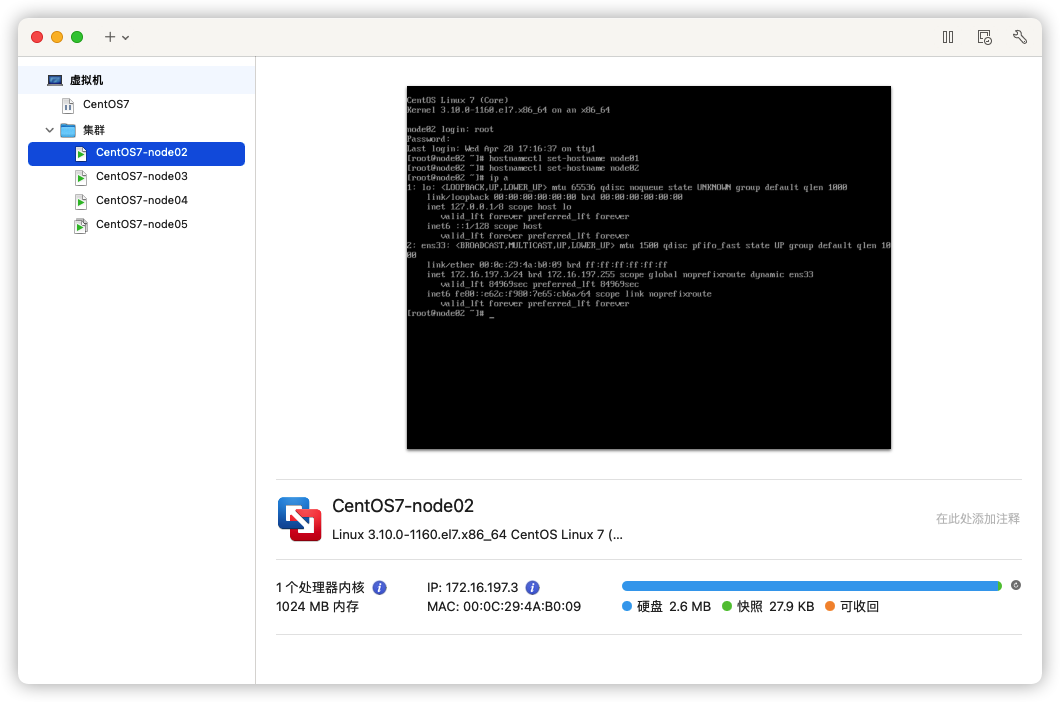 虚拟机
CentOS7
集群
CentOS7-node02
CentOS7-node03
CentOS7-node04
CentOS7-node05
CentOS Linux 7 (Core)
Kernel 3.10.0-1160.el7.x86_64 on an x86_64
node02 login: root
Password:
Last login: Wed Apr 28 17:16:37 on tty1
[root@node02 ~]# hostnamectl set-hostname node01
[root@node02 ~]# hostnamectl set-hostname node02
[root@node02 ~]# ip a
1: lo: <LOOPBACK,UP,LOWER_UP> mtu 65536 qdisc noqueue state UNKNOWN group default qlen 1000
link/loopback 00:00:00:00:00:00 brd 00:00:00:00:00:00
inet 127.0.0.1/8 scope host lo
valid_lft forever preferred_lft forever
inet6 ::1/128 scope host
valid_lft forever preferred_lft forever
2: ens33: <BROADCAST,MULTICAST,UP,LOWER_UP> mtu 1500 qdisc pfifo_fast state UP group default qlen 10
00
link/ether 00:0c:29:4a:b0:09 brd ff:ff:ff:ff:ff:ff
inet 172.16.197.3/24 brd 172.16.197.255 scope global noprefixroute dynamic ens33
valid_lft 84969sec preferred_lft 84969sec
inet6 fe80::e62c:f980:7e65:cb6a/64 scope link noprefixroute
valid_lft forever preferred_lft forever
[root@node02 ~]# _
CentOS7-node02
Linux 3.10.0-1160.el7.x86_64 CentOS Linux 7 (...
在此处添加注释
1 个处理器内核
1024 MB 内存
IP: 172.16.197.3
MAC: 00:0C:29:4A:B0:09
硬盘 2.6 MB 快照 27.9 KB 可收回